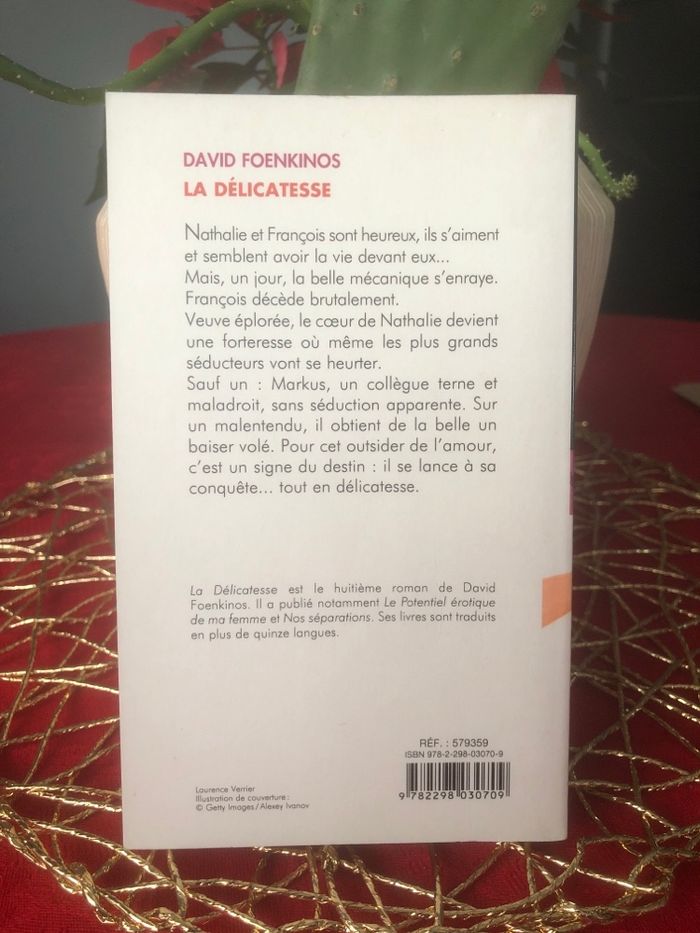 DAVID FOENKINOS
LA DÉLICATESSE
Nathalie et François sont heureux, ils s’aiment
et semblent avoir la vie devant eux...
Mais, un jour, la belle mécanique s’enraye.
François décède brutalement.
Veuve éplorée, le cœur de Nathalie devient
une forteresse où même les plus grands
séducteurs vont se heurter.
Sauf un : Markus, un collègue terne et
maladroit, sans séduction apparente. Sur
un malentendu, il obtient de la belle un
baiser volé. Pour cet outsider de l’amour,
c’est un signe du destin : il se lance à sa
conquête... tout en délicatesse.
La Délicatesse est le huitième roman de David
Foenkinos. Il a publié notamment Le Potentiel érotique
de ma femme et Nos séparations. Ses livres sont traduits
en plus de quinze langues.
RÉF. : 579359
ISBN 978-2-298-03070-9
9 782298 030709
Laurence Verrier
Illustration de couverture :
© Getty Images/Alexey Ivanov